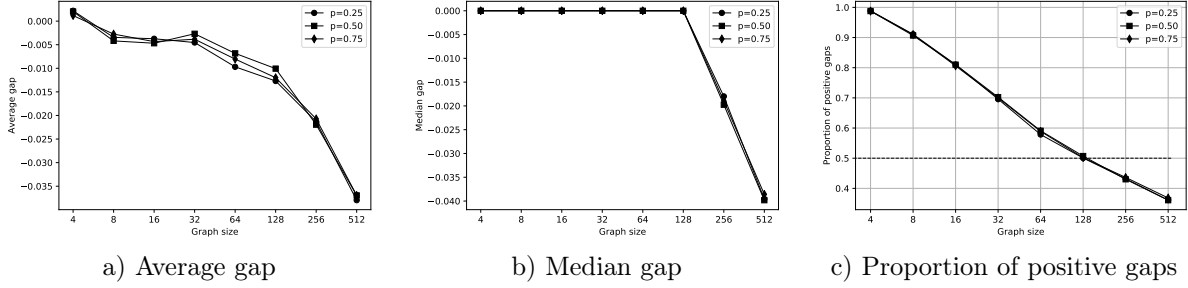 0.000
−0.005
−0.010
−0.015
−0.020
−0.025
−0.030
−0.035
Average gap
4 8 16 32 64 128 256 512
Graph size
p=0.25
p=0.50
p=0.75
a) Average gap
0.000
−0.005
−0.010
−0.015
−0.020
−0.025
−0.030
−0.035
−0.040
Median gap
4 8 16 32 64 128 256 512
Graph size
p=0.25
p=0.50
p=0.75
b) Median gap
1.0
0.9
0.8
0.7
0.6
0.5
0.4
Proportion of positive gaps
4 8 16 32 64 128 256 512
Graph size
p=0.25
p=0.50
p=0.75
c) Proportion of positive gaps